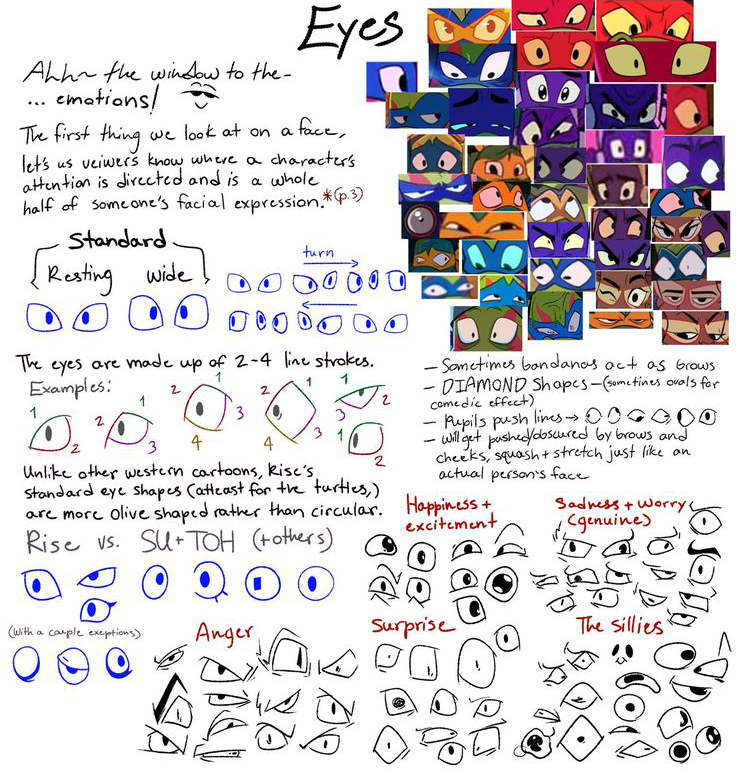 Eyes
Ahh~ the window to the-
... emotions!
The first thing we look at on a face,
let's us veiwers know where a character's
attention is directed and is a whole
half of someone's facial expression. *(p.3)
Standard
Resting Wide
turn
The eyes are made up of 2-4 line strokes.
Examples:
1 2
1 2 3
2 1 3 4
2 1 3 4
1 2 3
1 2
Unlike other western cartoons, Rise's
standard eye shapes (atleast for the turtles,)
are more olive shaped rather than circular.
Rise vs. SU+TOH (+others)
(With a couple exeptions)
- Sometimes bandanas act as brows
- DIAMOND Shapes - (sometimes ovals for
comedic effect)
- Pupils push lines →
- will get pushed/obscured by brows and
cheeks, squash + stretch just like an
actual person's face
Happiness +
excitement
Sadness + Worry
(genuine)
Anger
Surprise
The Sillies